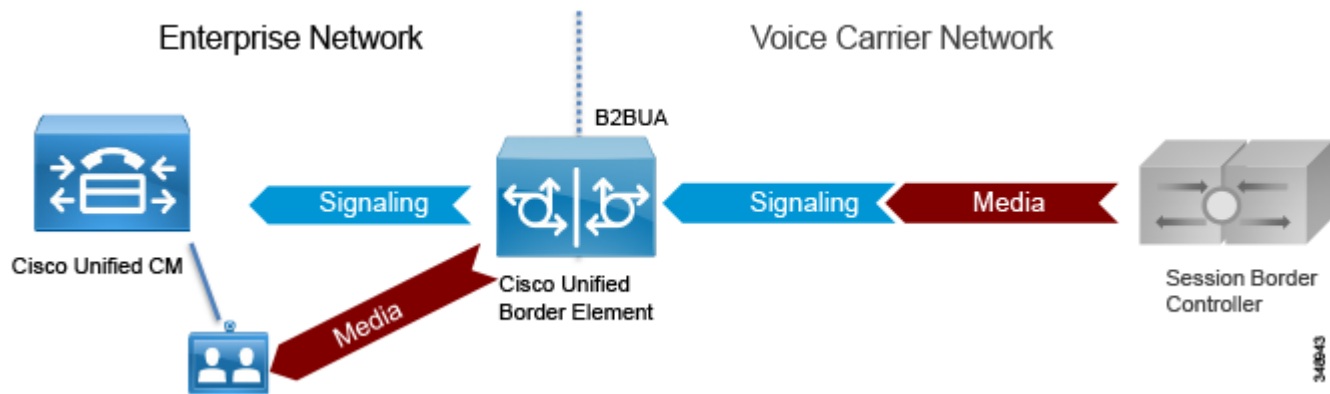 Enterprise Network
Voice Carrier Network
B2BUA
Signaling
Signaling
Media
Cisco Unified CM
Media
Cisco Unified
Border Element
Session Border
Controller
348943